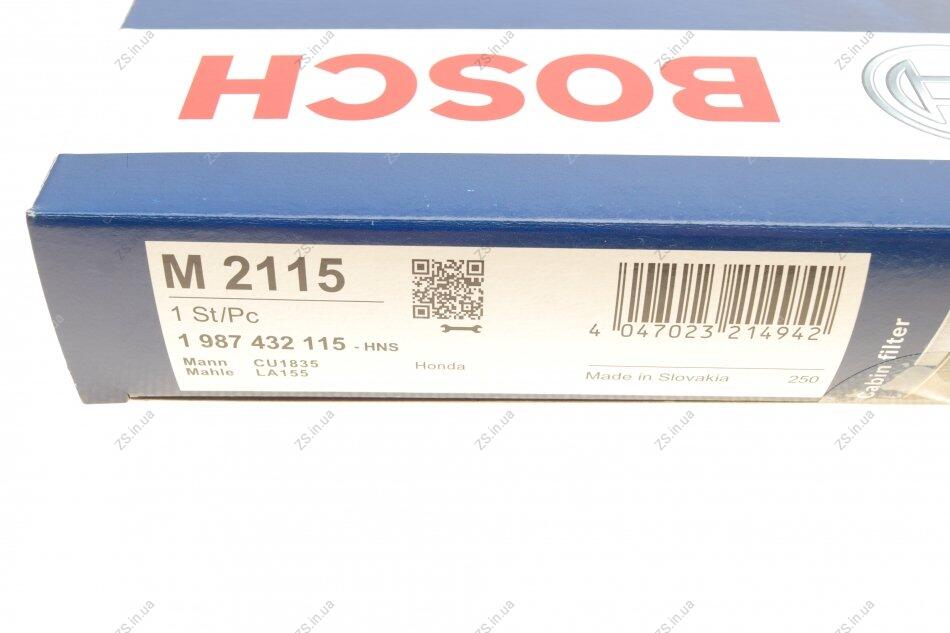 BOSCH
M 2115
1 St/Pc
1 987 432 115 - HNS
Mann CU1835
Mahle LA155
Honda
4 047023 214942
Made in Slovakia 250
Cabin filter
ZS.in.ua